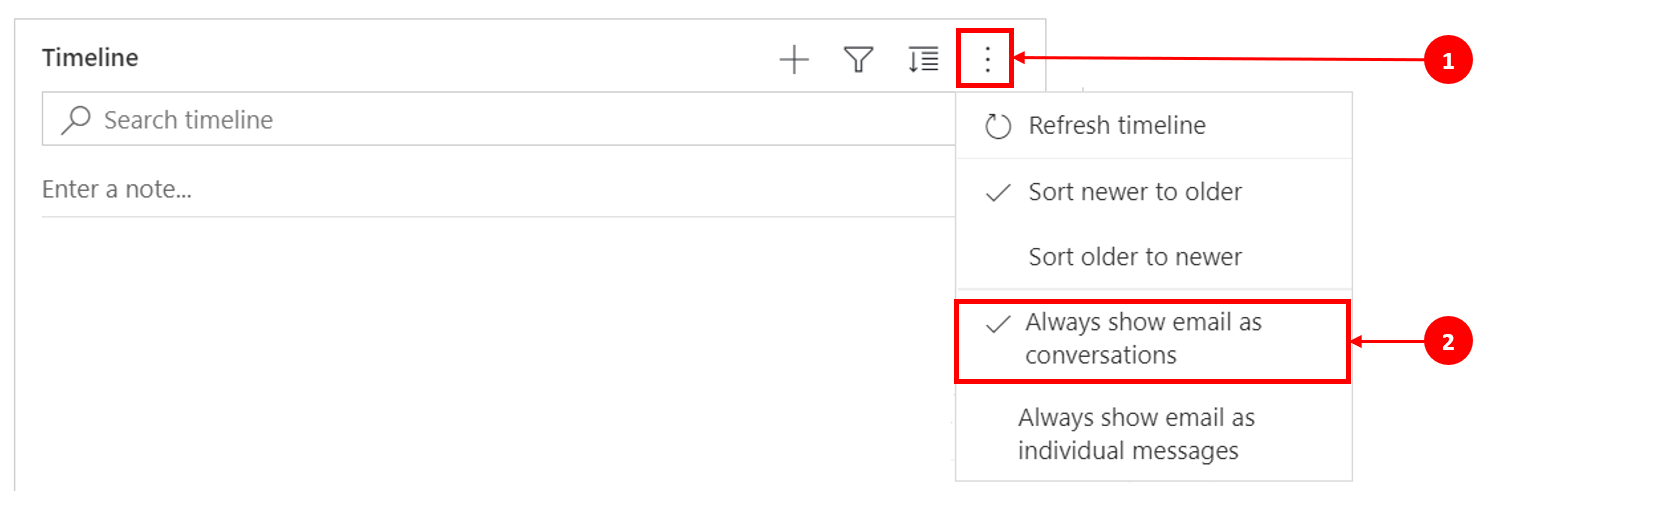 Timeline
1
Search timeline
Refresh timeline
Enter a note...
Sort newer to older
Sort older to newer
Always show email as
conversations
2
Always show email as
individual messages